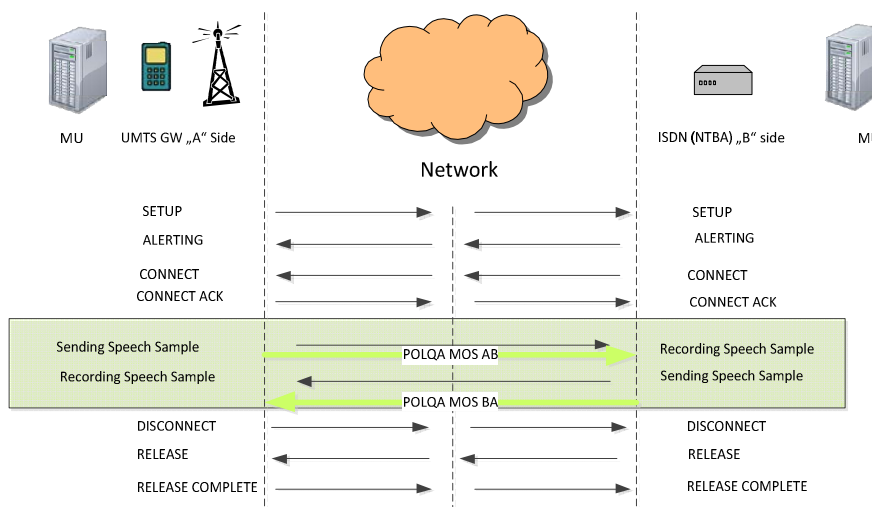 MU
UMTS GW „A“ Side
ISDN (NTBA) „B“ side
MU
Network
SETUP
SETUP
ALERTING
ALERTING
CONNECT
CONNECT
CONNECT ACK
CONNECT ACK
Sending Speech Sample
POLQA MOS AB
Recording Speech Sample
Recording Speech Sample
Sending Speech Sample
POLQA MOS BA
DISCONNECT
DISCONNECT
RELEASE
RELEASE
RELEASE COMPLETE
RELEASE COMPLETE